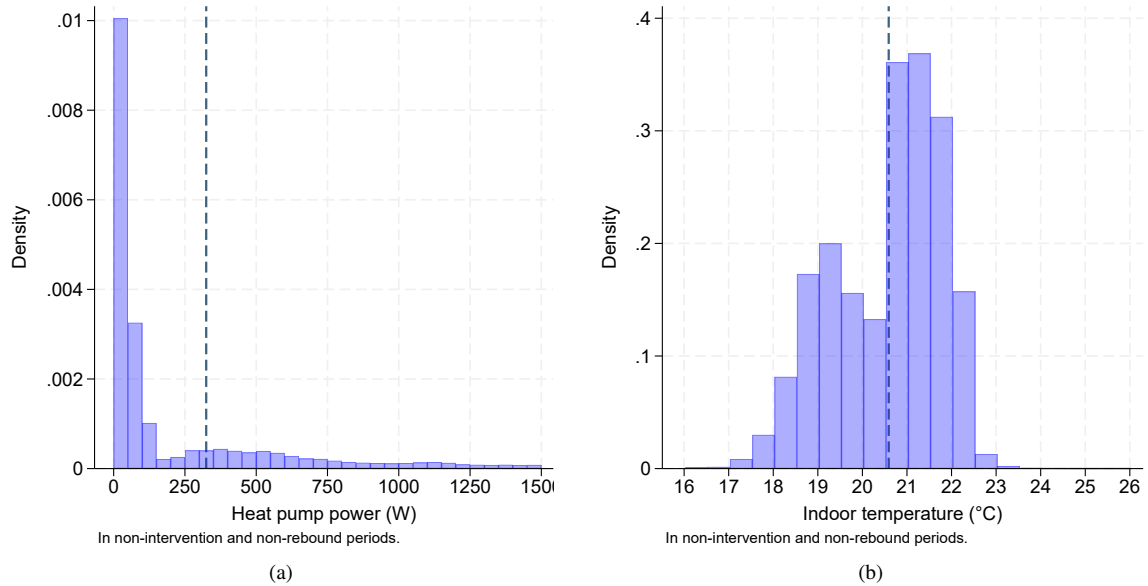 .01
.008
.006
.004
.002
0
Density
0 250 500 750 1000 1250 1500
Heat pump power (W)
In non-intervention and non-rebound periods.
(a)
.4
.3
.2
.1
0
Density
16 17 18 19 20 21 22 23 24 25 26
Indoor temperature (°C)
In non-intervention and non-rebound periods.
(b)